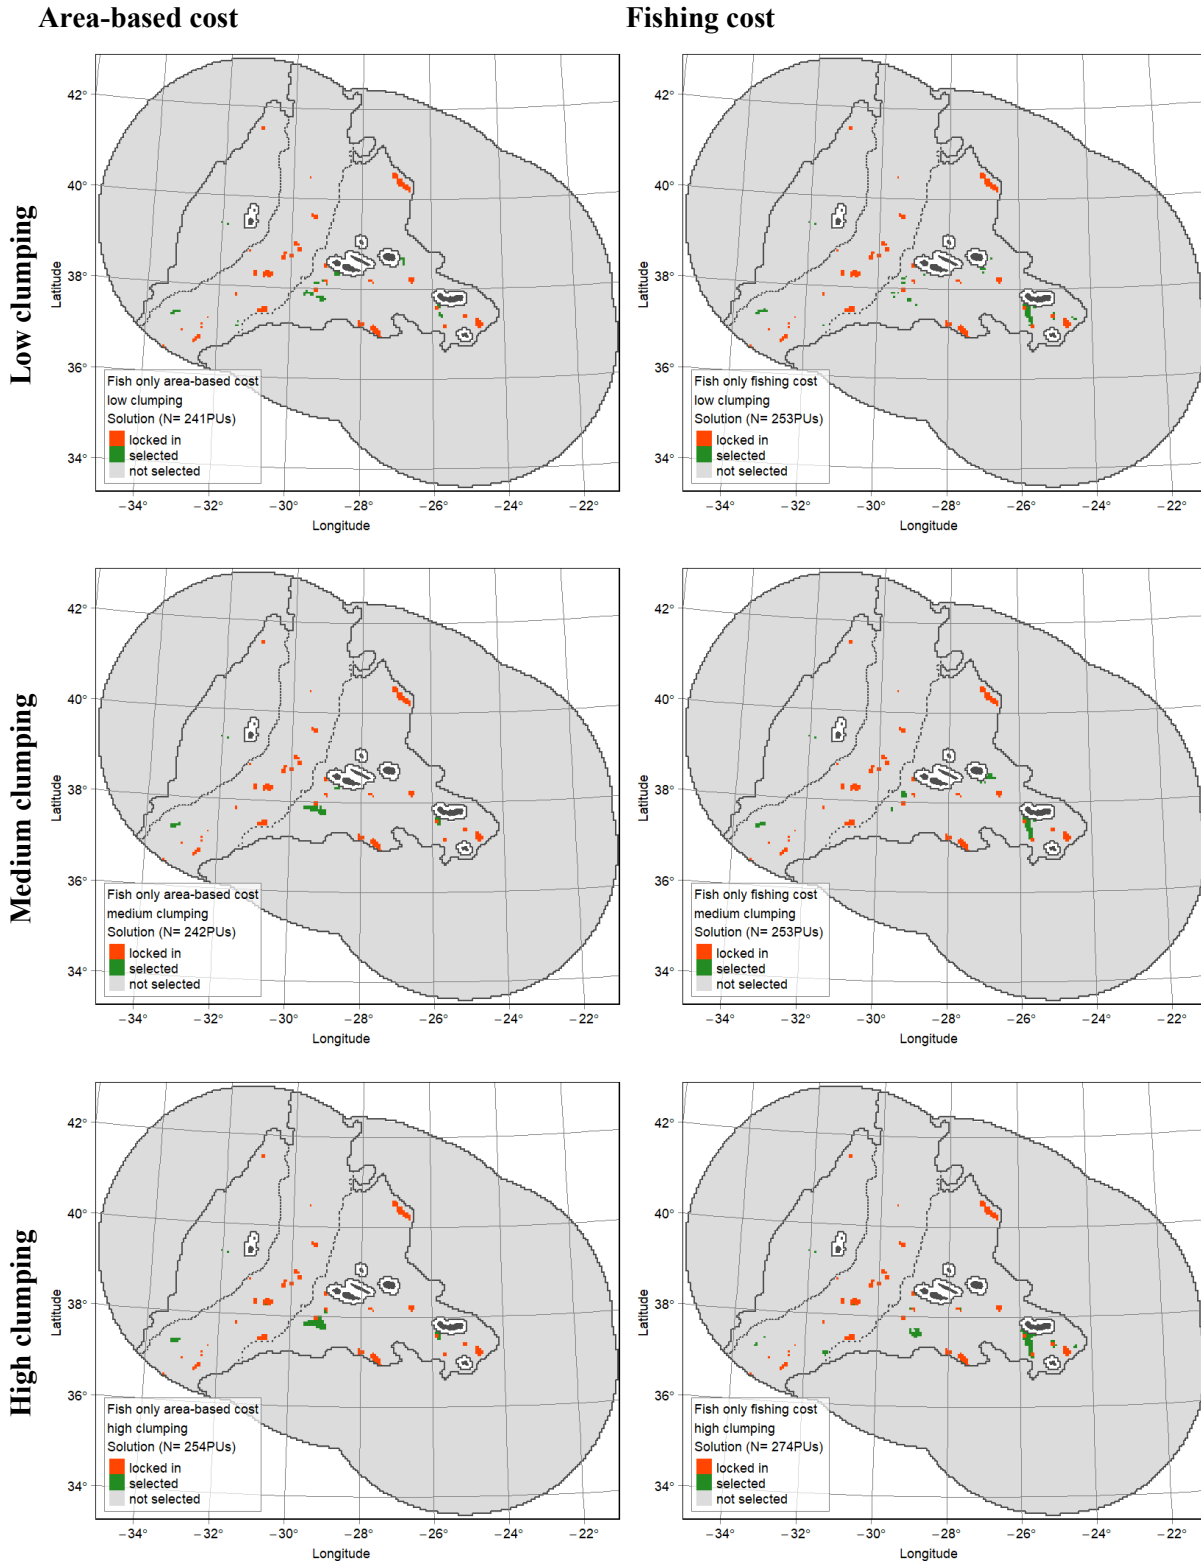 Area-based cost
Fishing cost
Low clumping
42°
40°
38°
36°
34°
Latitude
Fish only area-based cost
low clumping
Solution (N= 241PUs)
locked in
selected
not selected
−34° −32° −30° −28° −26° −24°
Longitude
42°
40°
38°
36°
34°
Latitude
Fish only fishing cost
low clumping
Solution (N= 253PUs)
locked in
selected
not selected
−34° −32° −30° −28° −26° −24°
Longitude
Medium clumping
42°
40°
38°
36°
34°
Latitude
Fish only area-based cost
medium clumping
Solution (N= 242PUs)
locked in
selected
not selected
−34° −32° −30° −28° −26° −24°
Longitude
42°
40°
38°
36°
34°
Latitude
Fish only fishing cost
medium clumping
Solution (N= 253PUs)
locked in
selected
not selected
−34° −32° −30° −28° −26° −24°
Longitude
High clumping
42°
40°
38°
36°
34°
Latitude
Fish only area-based cost
high clumping
Solution (N= 254PUs)
locked in
selected
not selected
−34° −32° −30° −28° −26° −24°
Longitude
42°
40°
38°
36°
34°
Latitude
Fish only fishing cost
high clumping
Solution (N= 274PUs)
locked in
selected
not selected
−34° −32° −30° −28° −26° −24°
Longitude